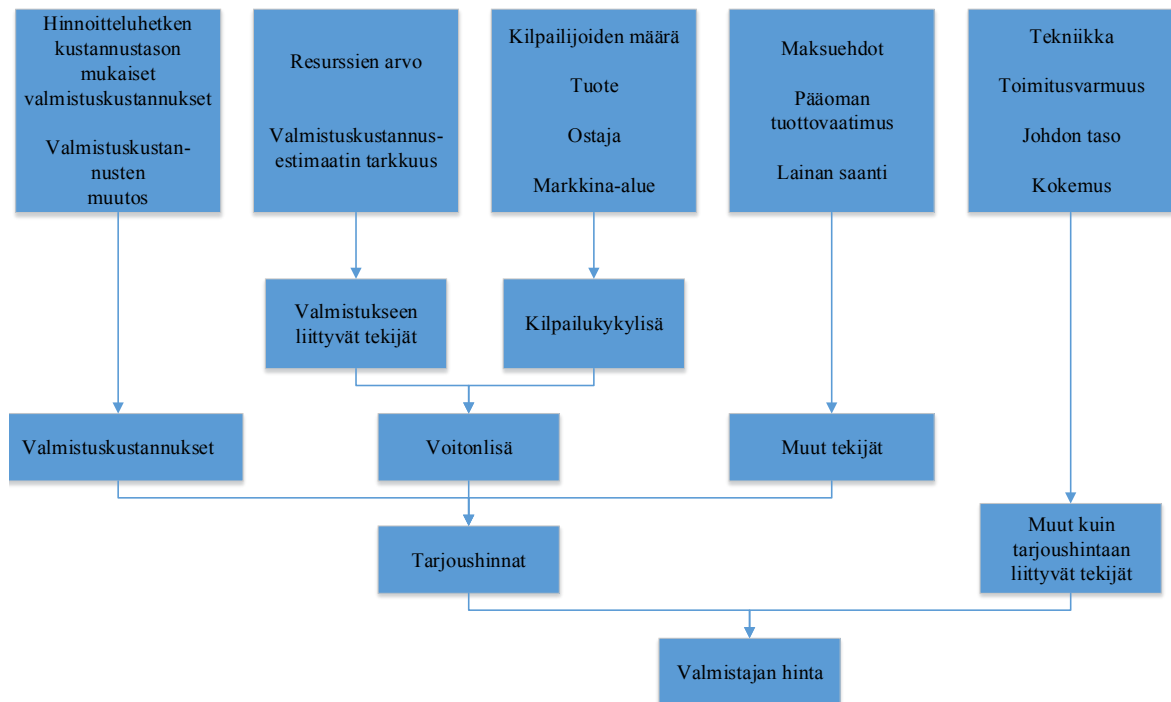 Hinnoitteluhetken
kustannustason
mukaiset
valmistuskustannukset
Valmistuskustan-
nusten
muutos
Resurssien arvo
Valmistuskustannus-
estimaatin tarkkuus
Kilpailijoiden määrä
Tuote
Ostaja
Markkina-alue
Maksuehdot
Pääoman
tuottovaatimus
Lainan saanti
Tekniikka
Toimitusvarmuus
Johdon taso
Kokemus
Valmistukseen
liittyvät tekijät
Kilpailukykylisä
Valmistuskustannukset
Voitonlisä
Muut tekijät
Tarjoushinnat
Muut kuin
tarjoushintaan
liittyvät tekijät
Valmistajan hinta